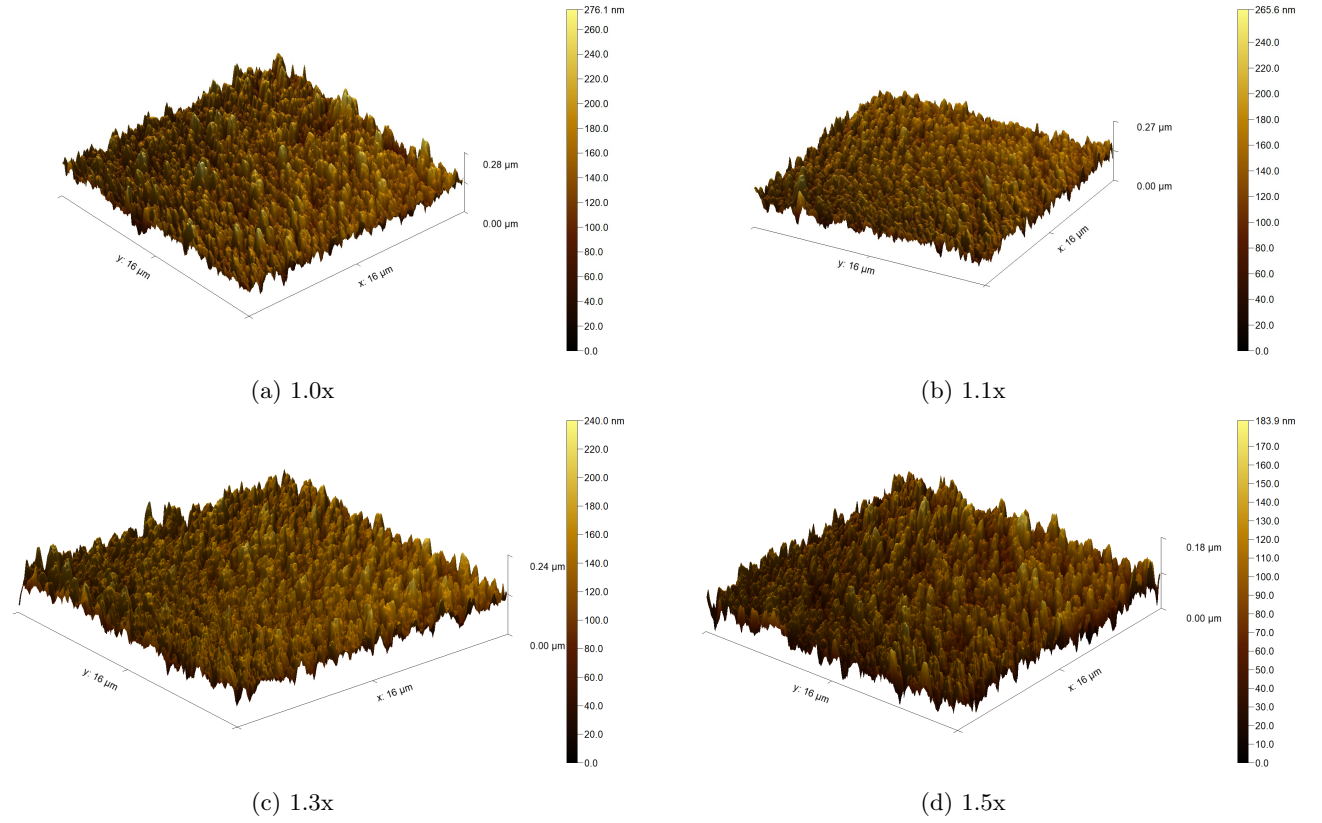 276.1 nm
260.0
240.0
220.0
200.0
180.0
160.0
140.0
120.0
100.0
80.0
60.0
40.0
20.0
0.0
0.28 µm
0.00 µm
y: 16 µm
x: 16 µm
(a) 1.0x
265.6 nm
240.0
220.0
200.0
180.0
160.0
140.0
120.0
100.0
80.0
60.0
40.0
20.0
0.0
0.27 µm
0.00 µm
y: 16 µm
x: 16 µm
(b) 1.1x
240.0 nm
220.0
200.0
180.0
160.0
140.0
120.0
100.0
80.0
60.0
40.0
20.0
0.0
0.24 µm
0.00 µm
y: 16 µm
x: 16 µm
(c) 1.3x
183.9 nm
170.0
160.0
150.0
140.0
130.0
120.0
110.0
100.0
90.0
80.0
70.0
60.0
50.0
40.0
30.0
20.0
10.0
0.0
0.18 µm
0.00 µm
y: 16 µm
x: 16 µm
(d) 1.5x